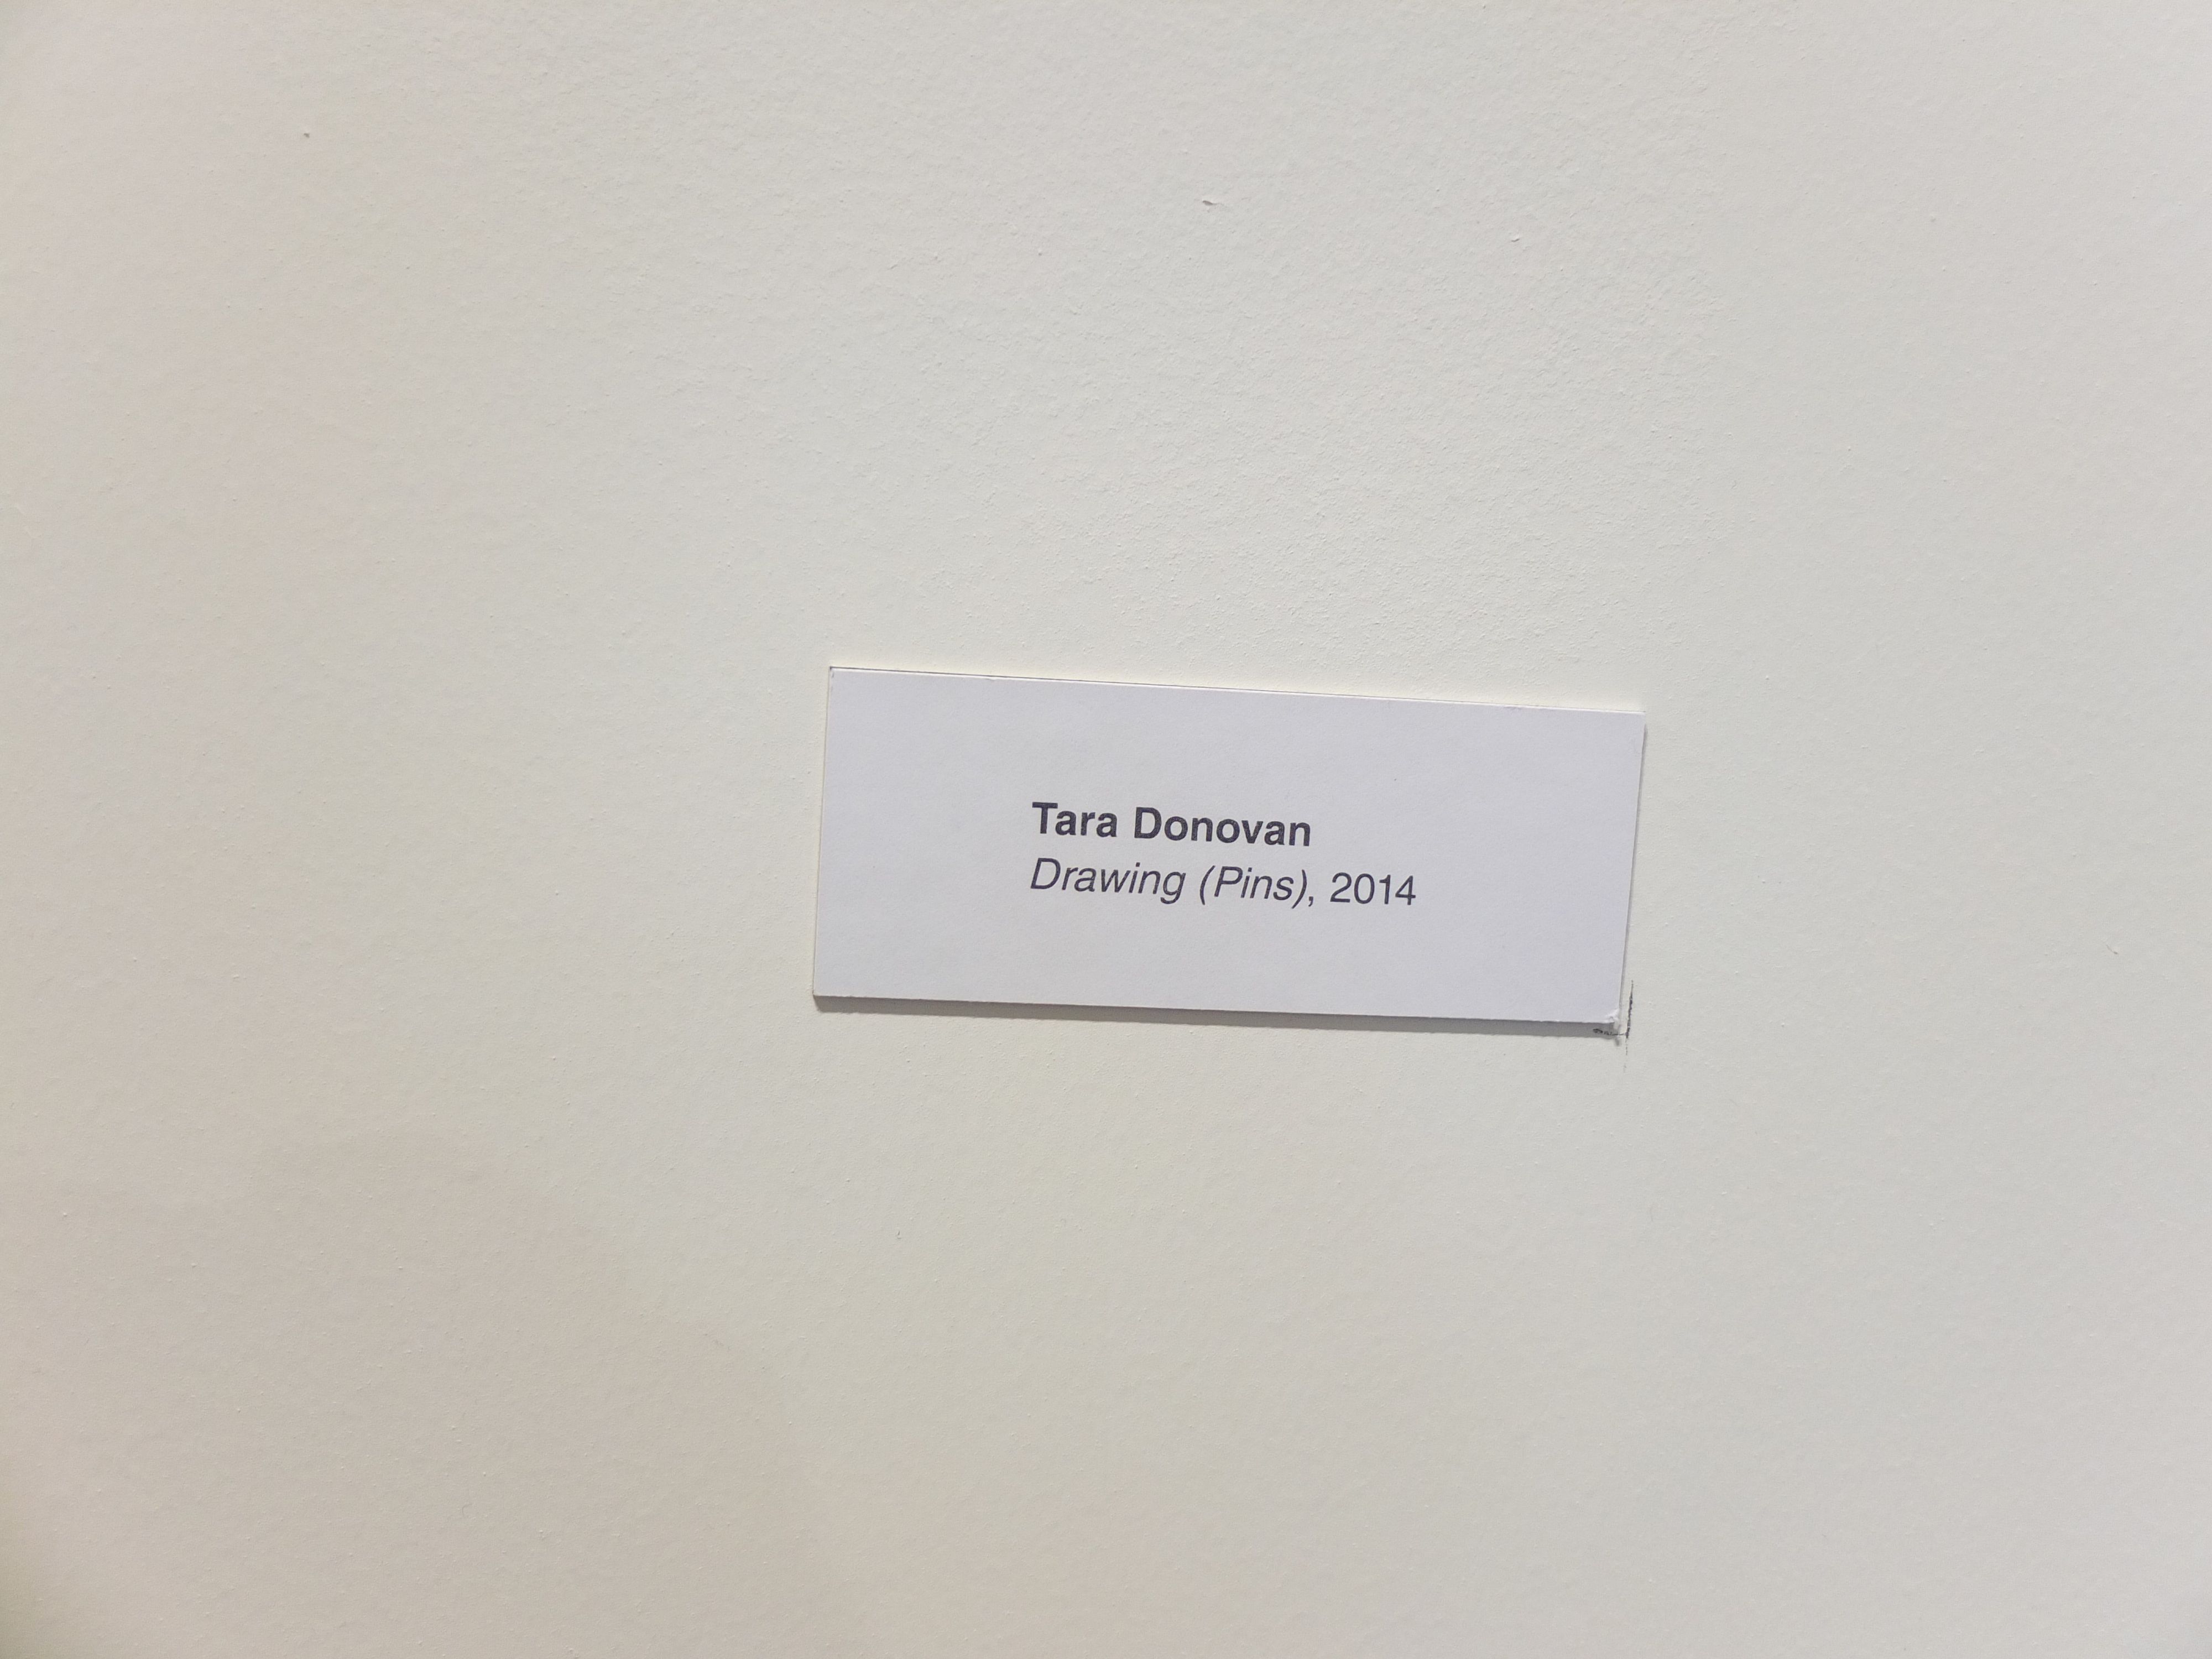 Tara Donovan
Drawing (Pins), 2014